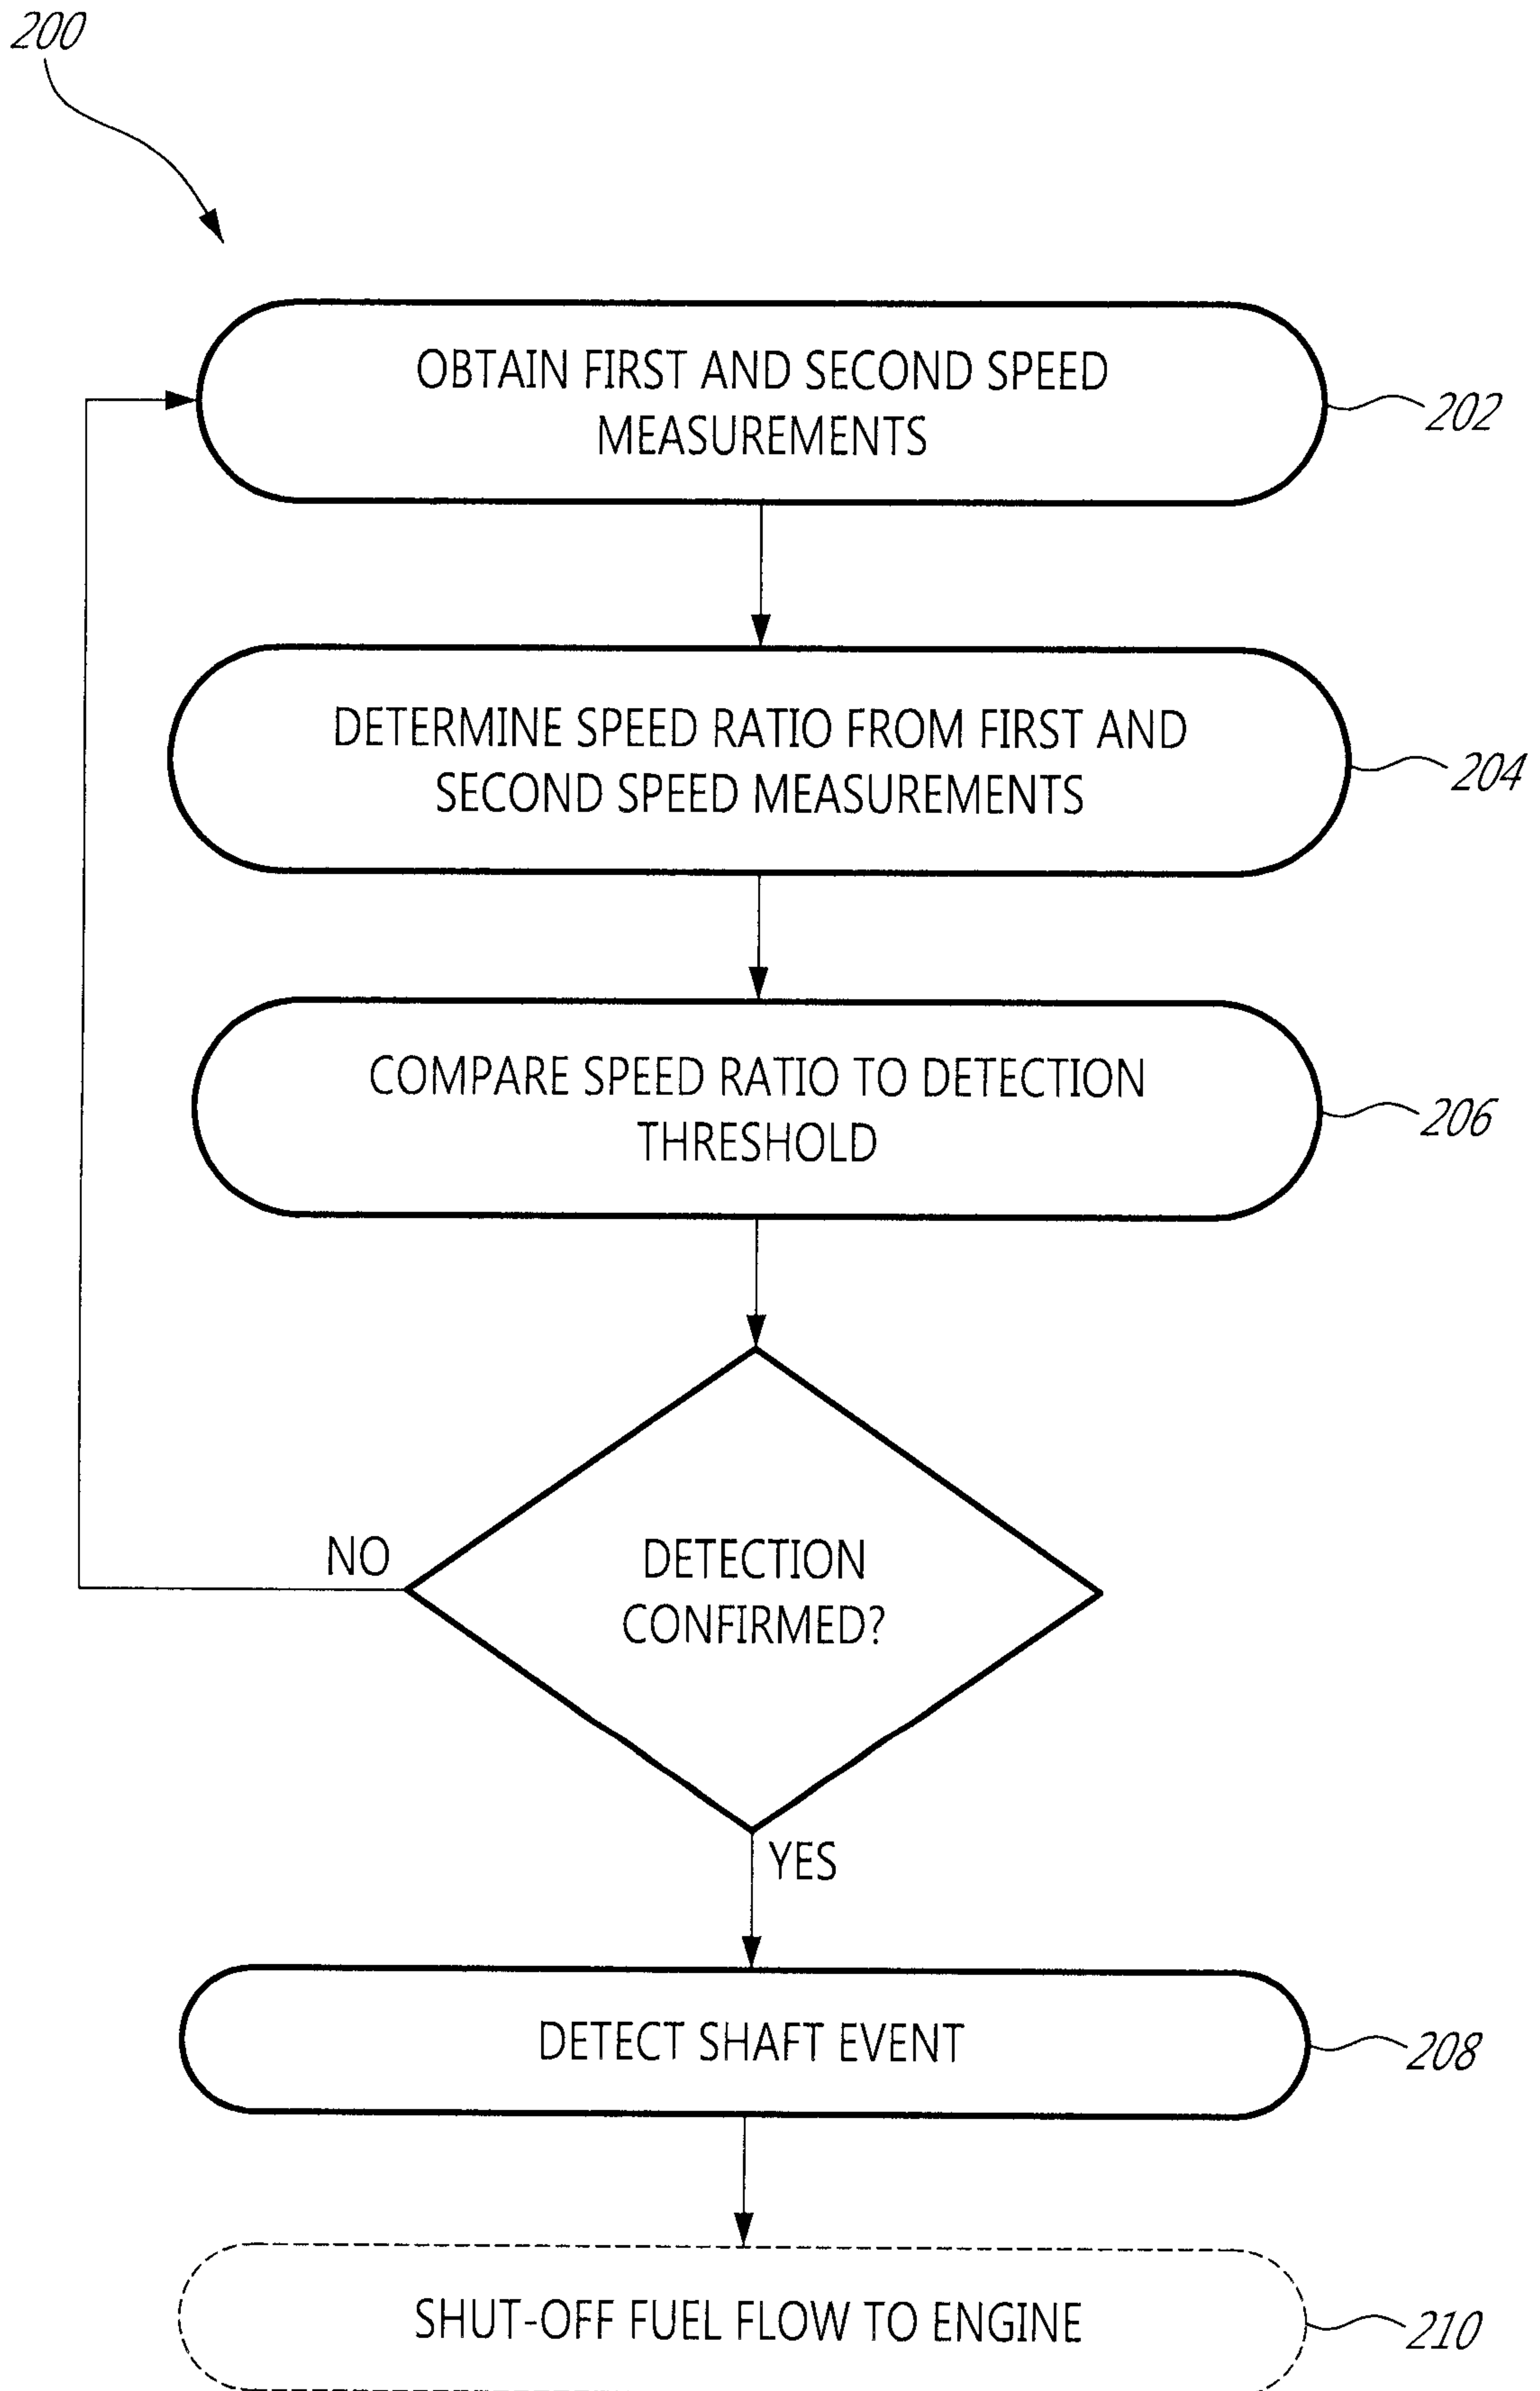 200
OBTAIN FIRST AND SECOND SPEED
MEASUREMENTS
202
DETERMINE SPEED RATIO FROM FIRST AND
SECOND SPEED MEASUREMENTS
204
COMPARE SPEED RATIO TO DETECTION
THRESHOLD
206
NO
DETECTION
CONFIRMED?
YES
DETECT SHAFT EVENT
208
SHUT-OFF FUEL FLOW TO ENGINE
210